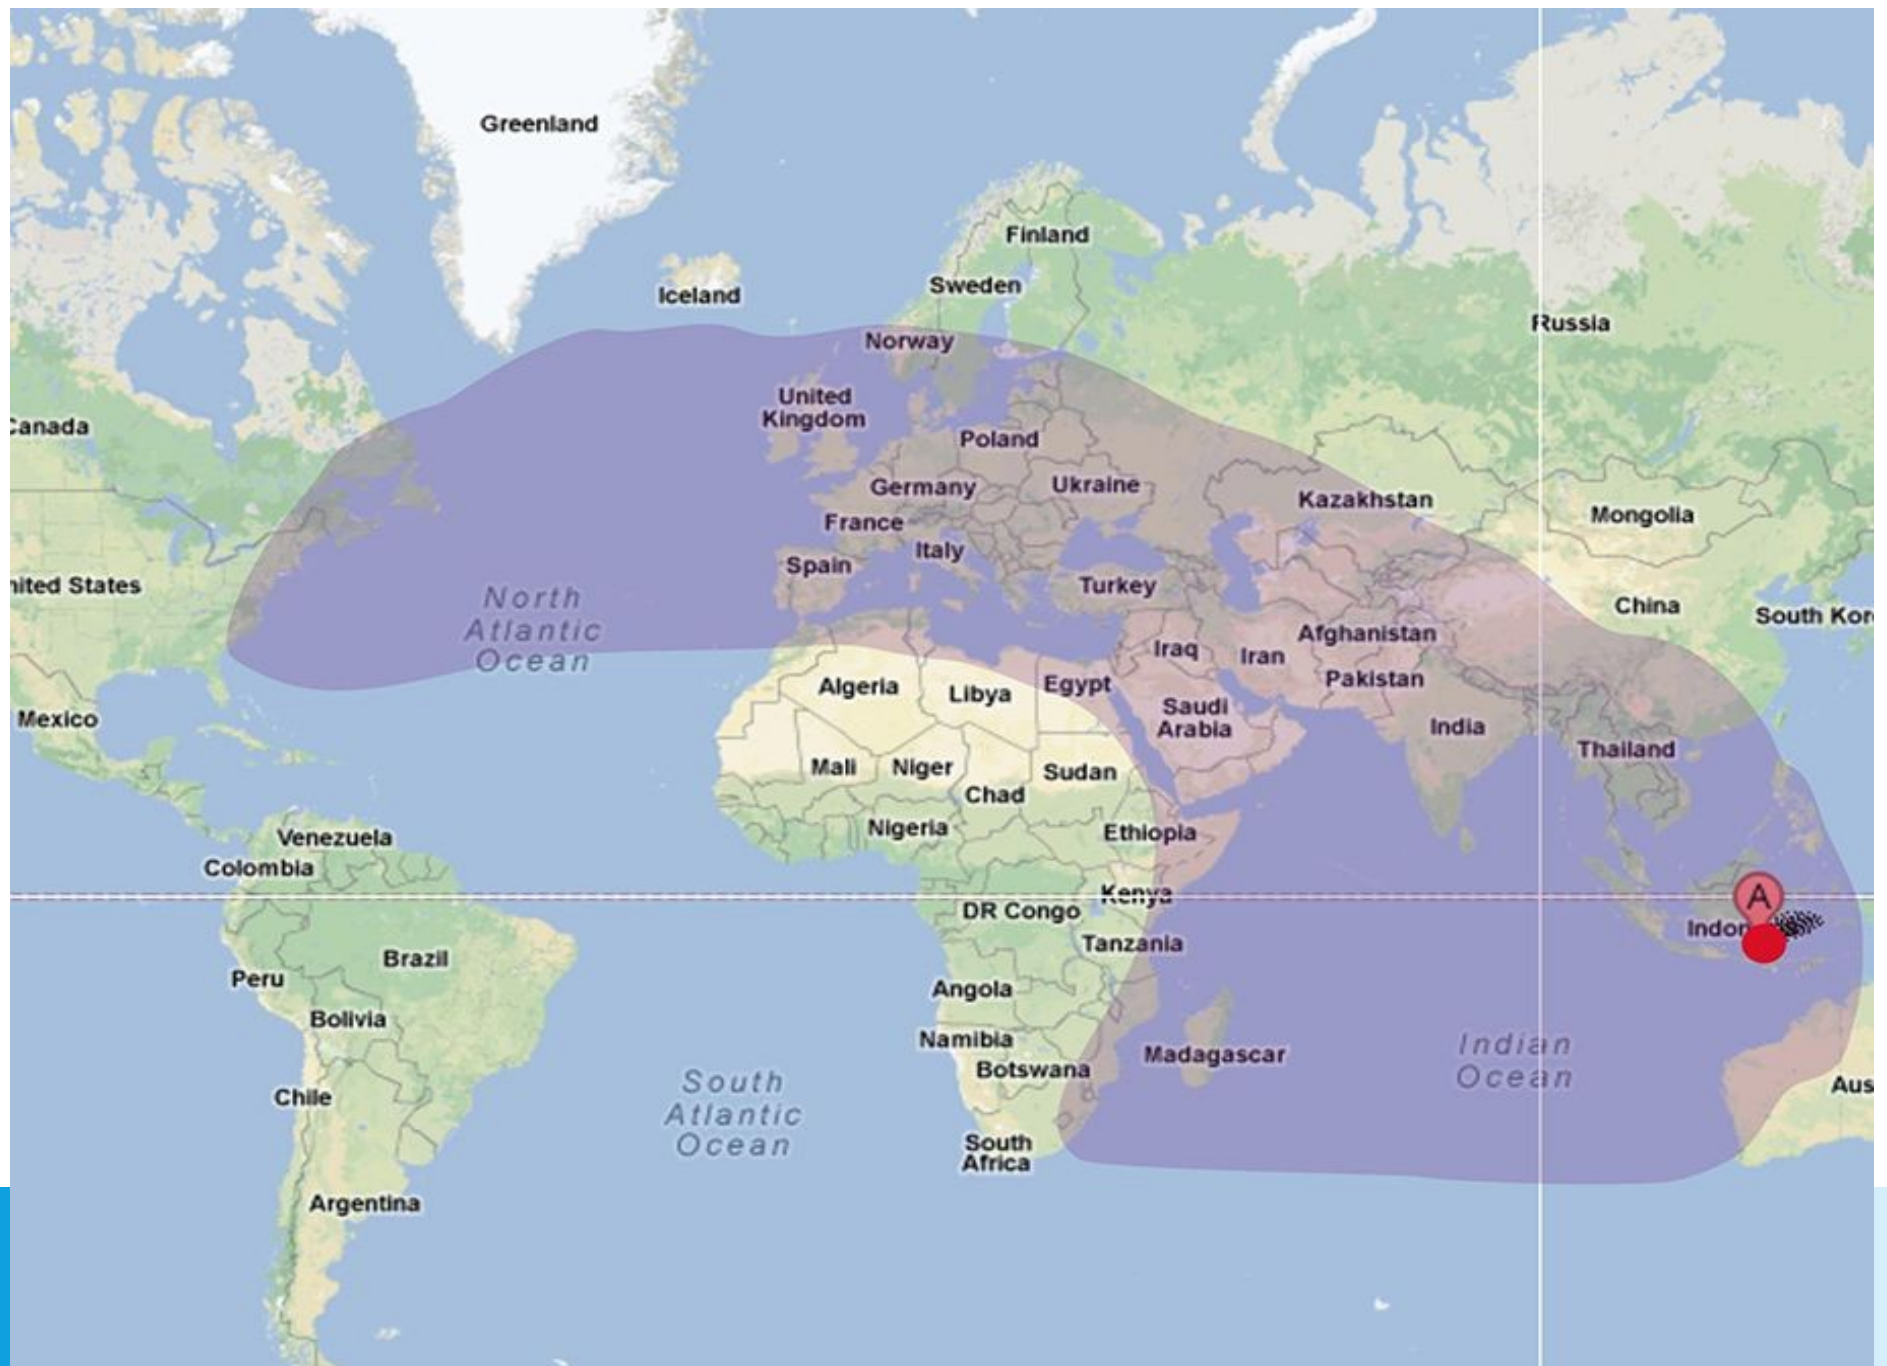 Greenland
Finland
Sweden
Iceland
Norway
Russia
United
Kingdom
Canada
Poland
Germany
Ukraine
Kazakhstan
Mongolia
France
Italy
Spain
Turkey
nited States
China
South Kor
North
Atlantic
Ocean
Afghanistan
Iraq
Iran
Pakistan
Algeria
Libya
Egypt
Saudi
Arabia
India
Mexico
Thailand
Mali
Niger
Chad
Sudan
Nigeria
Ethiopia
Venezuela
Colombia
Kenya
A
DR Congo
Indon
Tanzania
Brazil
Peru
Angola
Bolivia
Namibia
Botswana
Madagascar
Indian
Ocean
Chile
Aus
South
Atlantic
Ocean
South
Africa
Argentina